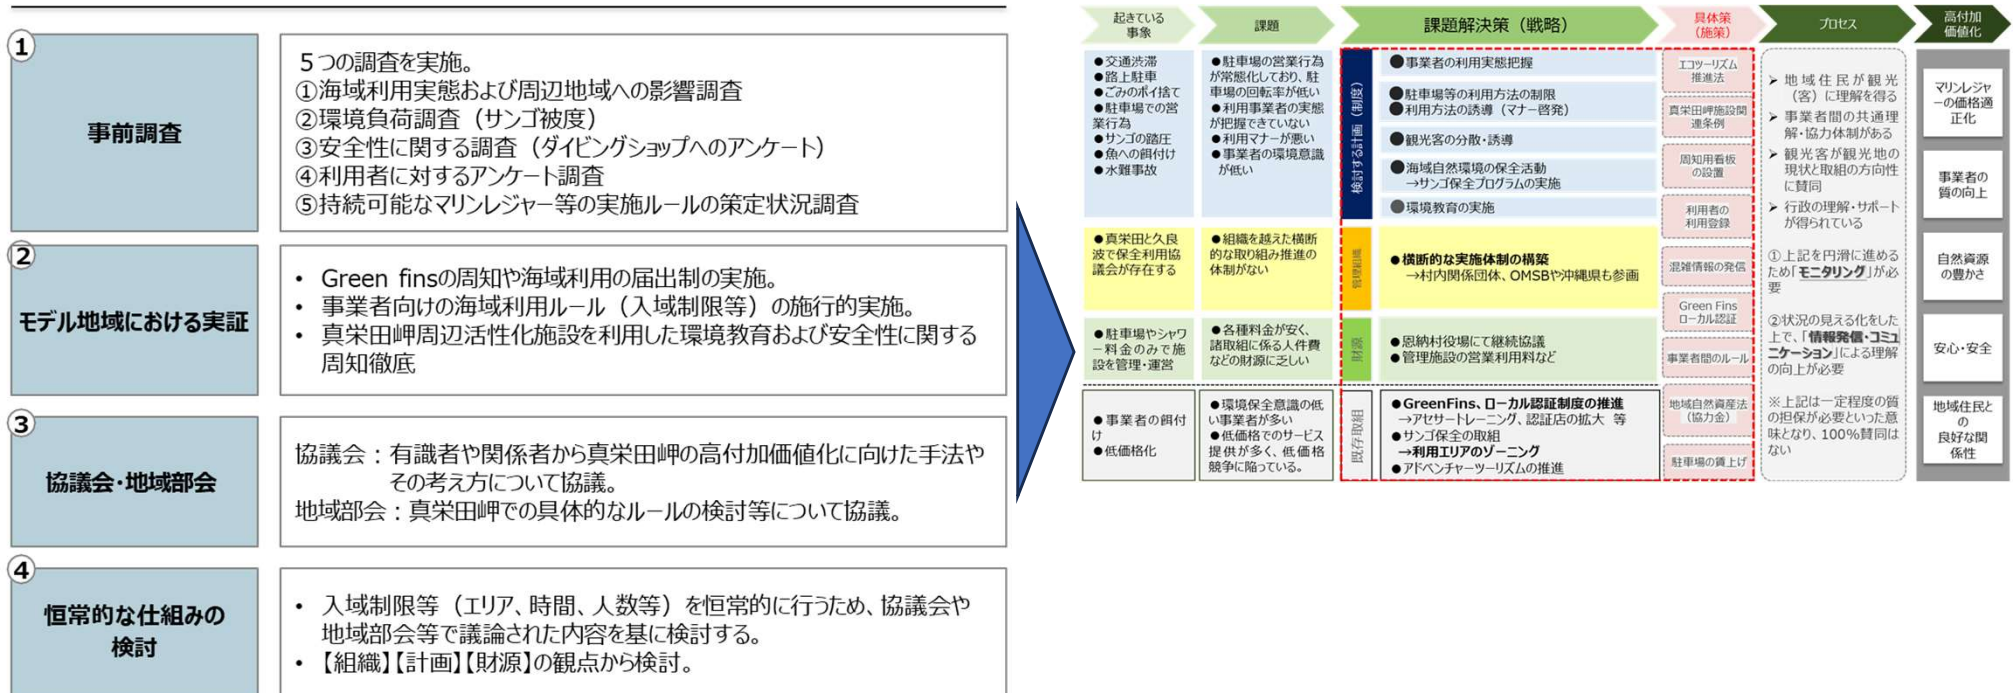 ①
事前調査
5つの調査を実施。
①海域利用実態および周辺地域への影響調査
②環境負荷調査（サンゴ被度）
③安全性に関する調査（ダイビングショップへのアンケート）
④利用者に対するアンケート調査
⑤持続可能なマリンレジャー等の実施ルールの策定状況調査
②
モデル地域における実証
• Green finsの周知や海域利用の届出制の実施。
• 事業者向けの海域利用ルール（入域制限等）の施行的実施。
• 真栄田岬周辺活性化施設を利用した環境教育および安全性に関する
周知徹底
③
協議会・地域部会
協議会：有識者や関係者から真栄田岬の高付加価値化に向けた手法や
その考え方について協議。
地域部会：真栄田岬での具体的なルールの検討等について協議。
④
恒常的な仕組みの
検討
• 入域制限等（エリア、時間、人数等）を恒常的に行うため、協議会や
地域部会等で議論された内容を基に検討する。
• 【組織】【計画】【財源】の観点から検討。
起きている
事象
課題
課題解決策（戦略）
具体策
（施策）
プロセス
高付加
価値化
●交通渋滞
●路上駐車
●ごみのポイ捨て
●駐車場での営
業行為
●サンゴの踏圧
●魚への餌付け
●水難事故
●駐車場の営業行為
が常態化しており、駐
車場の回転率が低い
●利用事業者の実態
が把握できていない
●利用マナーが悪い
●事業者の環境意識
が低い
検討する計画（制度）
●事業者の利用実態把握
●駐車場等の利用方法の制限
●利用方法の誘導（マナー啓発）
●観光客の分散・誘導
●海域自然環境の保全活動
→サンゴ保全プログラムの実施
●環境教育の実施
●真栄田と久良
波で保全利用協
議会が存在する
●組織を越えた横断
的な取り組み推進の
体制がない
管理組織
●横断的な実施体制の構築
→村内関係団体、OMSBや沖縄県も参画
●駐車場やシャワ
ー料金のみで施
設を管理・運営
●各種料金が安く、
諸取組に係る人件費
などの財源に乏しい
財源
●恩納村役場にて継続協議
●管理施設の営業利用料など
●事業者の餌付
け
●低価格化
●環境保全意識の低
い事業者が多い
●低価格でのサービス
提供が多く、低価格
競争に陥っている。
既存取組
●GreenFins、ローカル認証制度の推進
→アセサートレーニング、認証店の拡大 等
●サンゴ保全の取組
→利用エリアのゾーニング
●アドベンチャーツーリズムの推進
エコツーリズム
推進法
真栄田岬施設関
連条例
周知用看板
の設置
利用者の
利用登録
混雑情報の発信
Green Fins
ローカル認証
事業者間のルール
地域自然資産法
（協力金）
駐車場の賃上げ
➢ 地域住民が観光
（客）に理解を得る
➢ 事業者間の共通理
解・協力体制がある
➢ 観光客が観光地の
現状と取組の方向性
に賛同
➢ 行政の理解・サポート
が得られている
①上記を円滑に進める
ため「モニタリング」が必
要
②状況の見える化をした
上で、「情報発信・コミュ
ニケーション」による理解
の向上が必要
※上記は一定程度の質
の担保が必要といった意
味となり、100％賛同は
ない
マリンレジャ
ーの価格適
正化
事業者の
質の向上
自然資源
の豊かさ
安心・安全
地域住民と
の
良好な関
係性